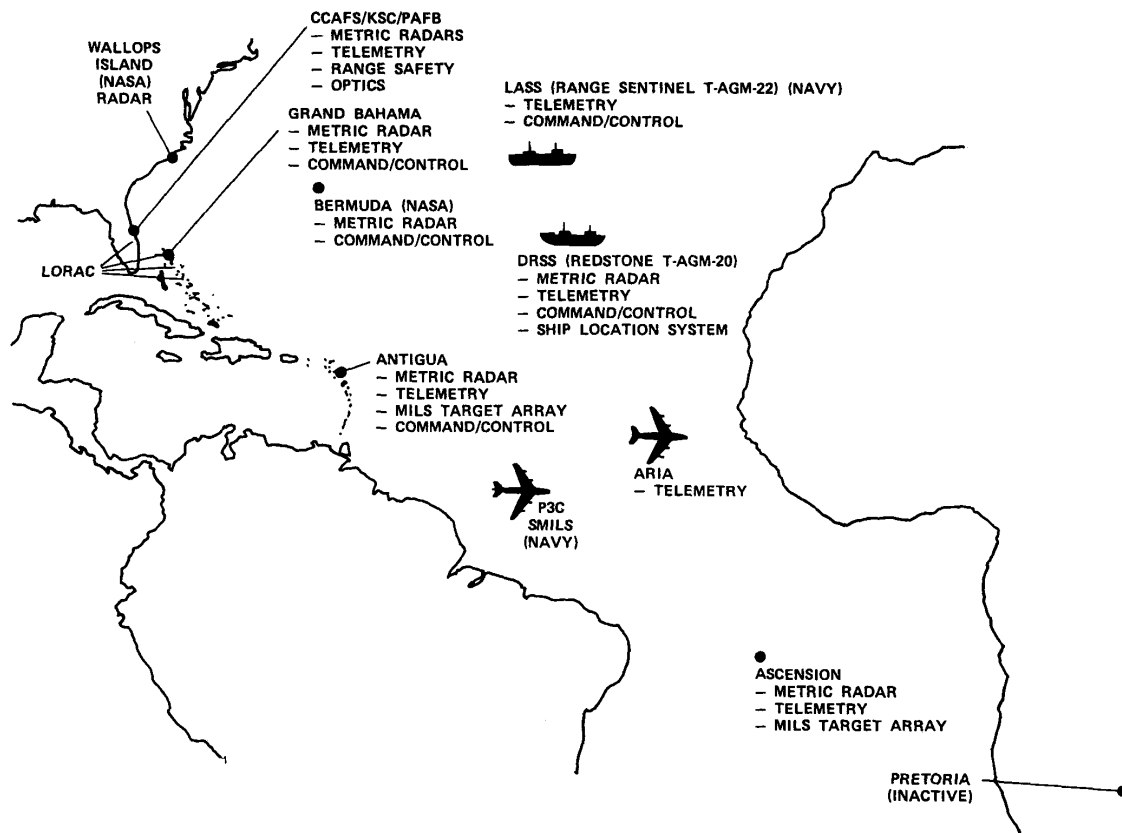 CCAFS/KSC/PAFB
– METRIC RADARS
– TELEMETRY
– RANGE SAFETY
– OPTICS
WALLOPS
ISLAND
(NASA)
RADAR
GRAND BAHAMA
– METRIC RADAR
– TELEMETRY
– COMMAND/CONTROL
LASS (RANGE SENTINEL T-AGM-22) (NAVY)
– TELEMETRY
– COMMAND/CONTROL
BERMUDA (NASA)
– METRIC RADAR
– COMMAND/CONTROL
LORAC
DRSS (REDSTONE T-AGM-20)
– METRIC RADAR
– TELEMETRY
– COMMAND/CONTROL
– SHIP LOCATION SYSTEM
ANTIGUA
– METRIC RADAR
– TELEMETRY
– MILS TARGET ARRAY
– COMMAND/CONTROL
ARIA
– TELEMETRY
P3C
SMILS
(NAVY)
ASCENSION
– METRIC RADAR
– TELEMETRY
– MILS TARGET ARRAY
PRETORIA
(INACTIVE)